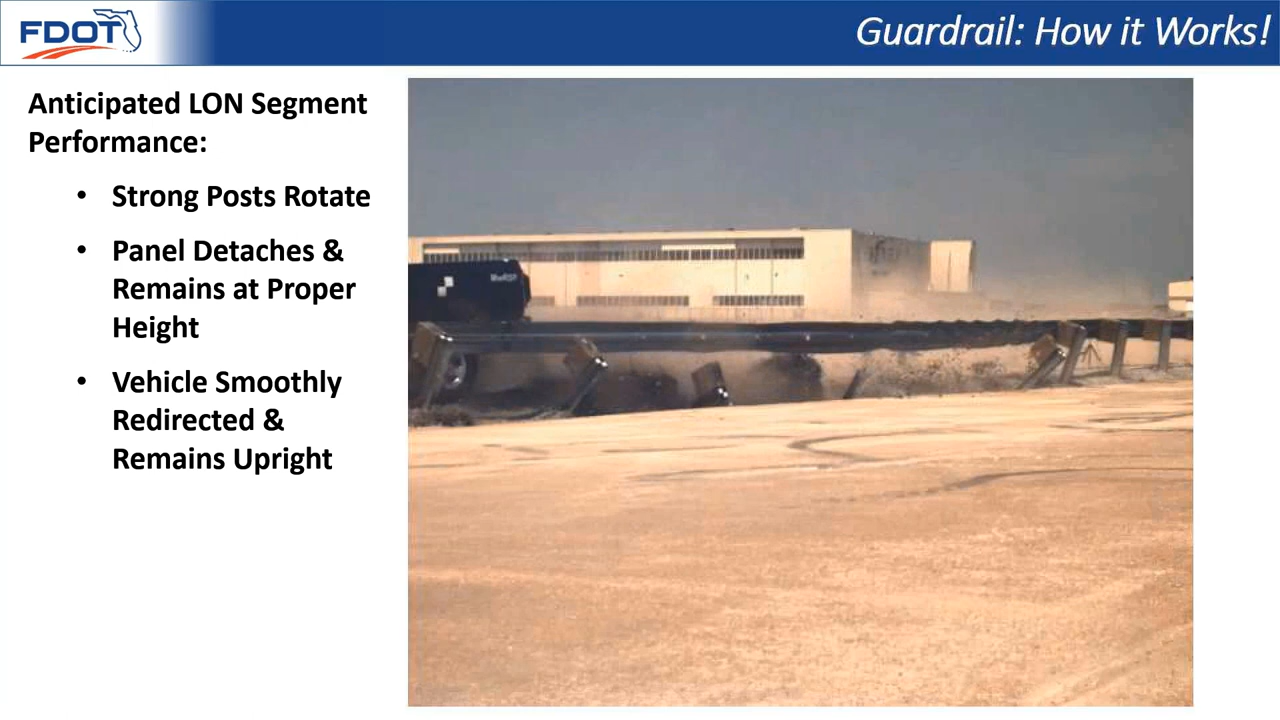 FDOT
Guardrail: How it Works!
Anticipated LON Segment
Performance:
• Strong Posts Rotate
• Panel Detaches &
Remains at Proper
Height
• Vehicle Smoothly
Redirected &
Remains Upright
MwRSF